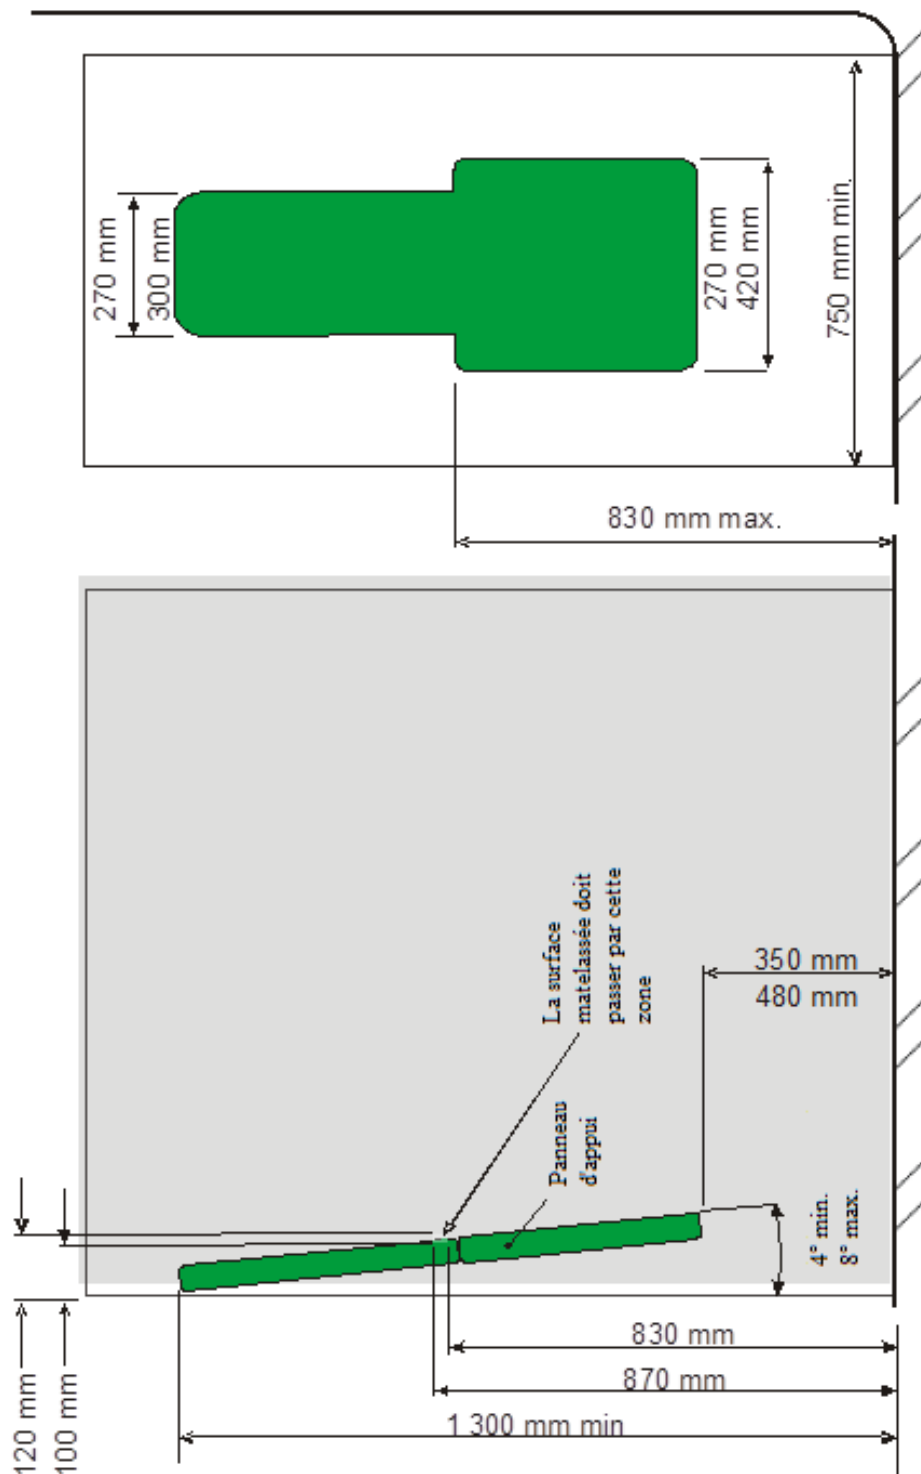 270 mm
300 mm
270 mm
420 mm
750 mm min.
830 mm max.
La surface
matelassée doit
passer par cette
zone
350 mm
480 mm
Panneau
d'appui
4° min.
8° max.
120 mm
100 mm
830 mm
870 mm
1 300 mm min